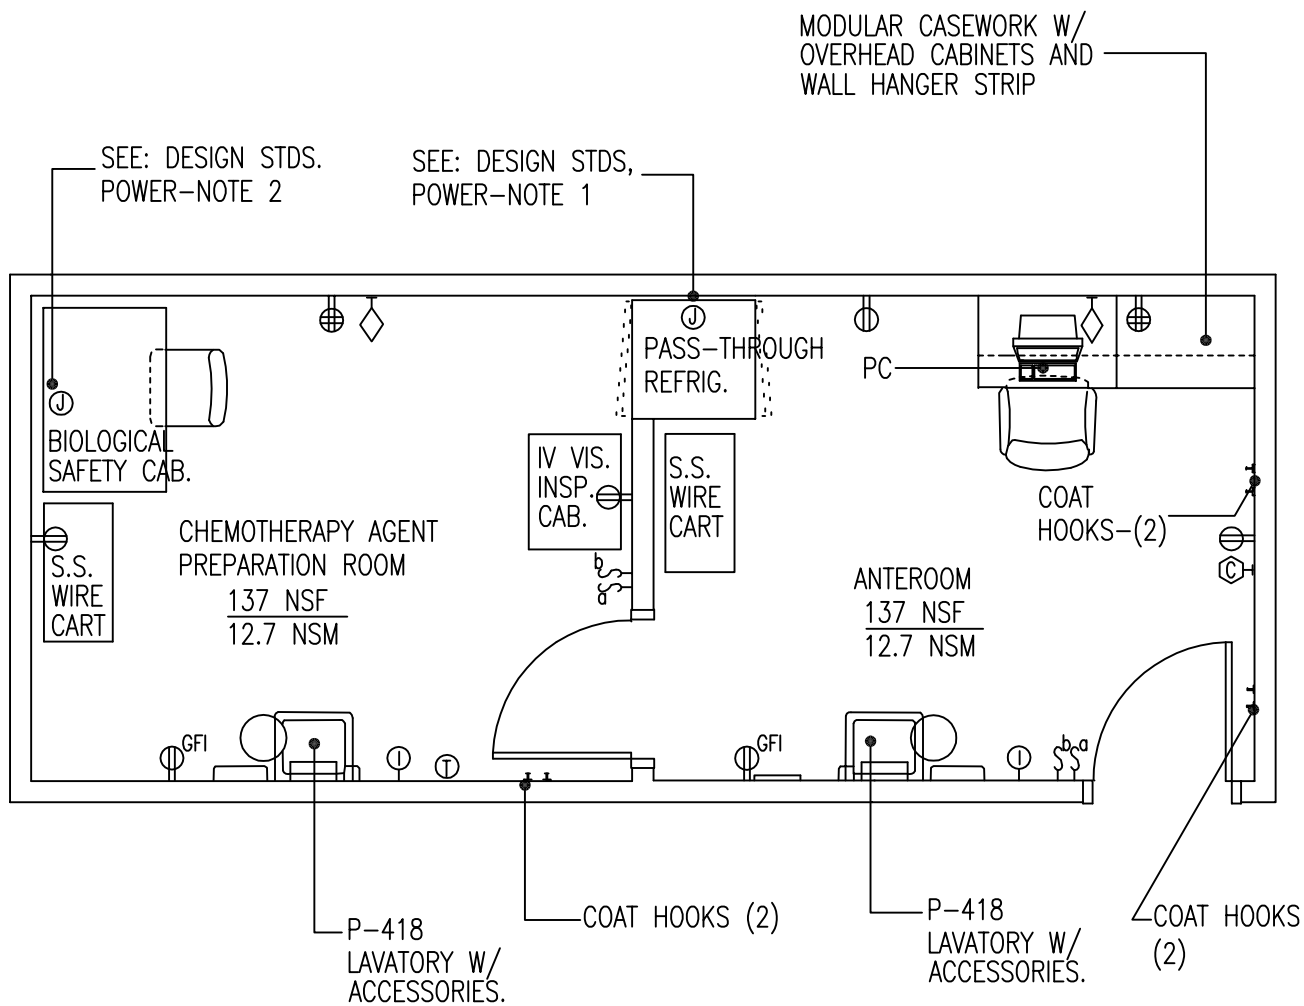 MODULAR CASEWORK W/
OVERHEAD CABINETS AND
WALL HANGER STRIP
SEE: DESIGN STDS.
POWER-NOTE 2
SEE: DESIGN STDS,
POWER-NOTE 1
J
PASS-THROUGH
REFRIG.
PC
J
BIOLOGICAL
SAFETY CAB.
IV VIS.
INSP.
CAB.
S.S.
WIRE
CART
COAT
HOOKS-(2)
CHEMOTHERAPY AGENT
PREPARATION ROOM
137 NSF
12.7 NSM
S.S.
WIRE
CART
b
a
ANTEROOM
137 NSF
12.7 NSM
C
GFI
I
T
GFI
I
b a
P-418
LAVATORY W/
ACCESSORIES.
COAT HOOKS (2)
P-418
LAVATORY W/
ACCESSORIES.
COAT HOOKS
(2)